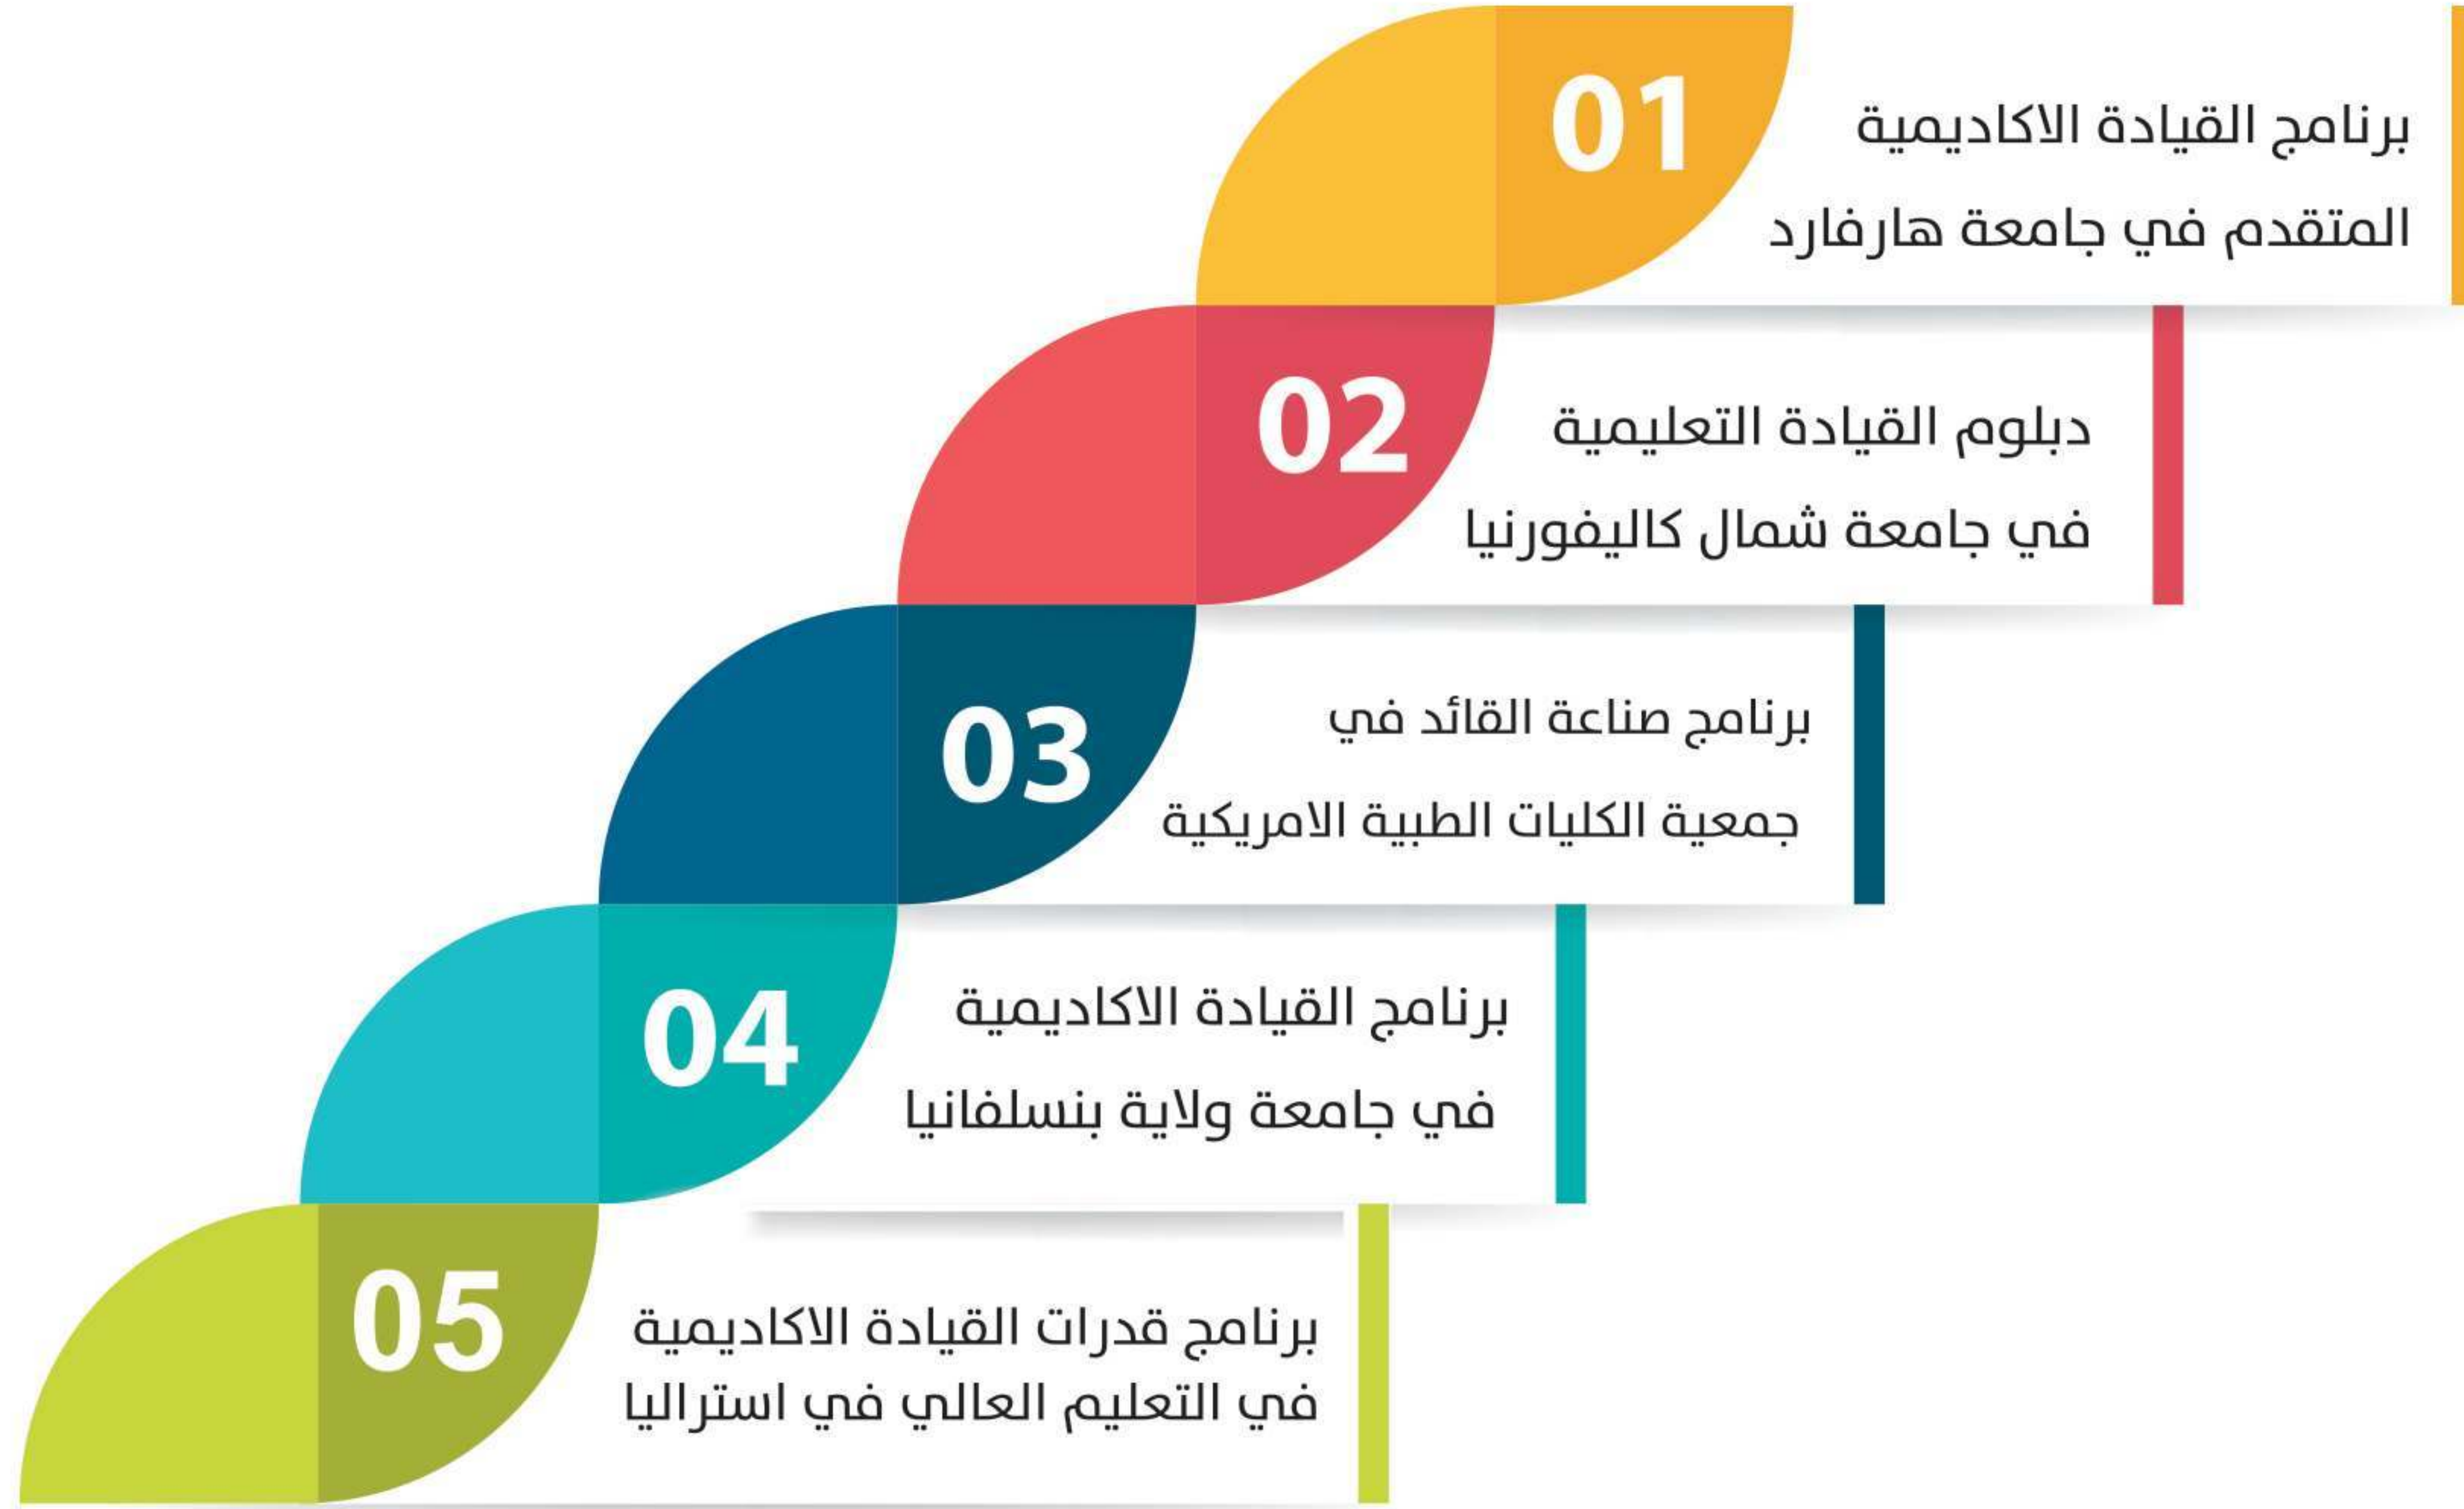 01
برنامج القيادة الاكاديمية
المتقدم في جامعة هارفارد
02
دبلوم القيادة التعليمية
في جامعة شمال كاليفورنيا
03
برنامج صناعة القائد في
جمعية الكليات الطبية الامريكية
04
برنامج القيادة الاكاديمية
في جامعة ولاية بنسلفانيا
05
برنامج قدرات القيادة الاكاديمية
في التعليم العالي في استراليا